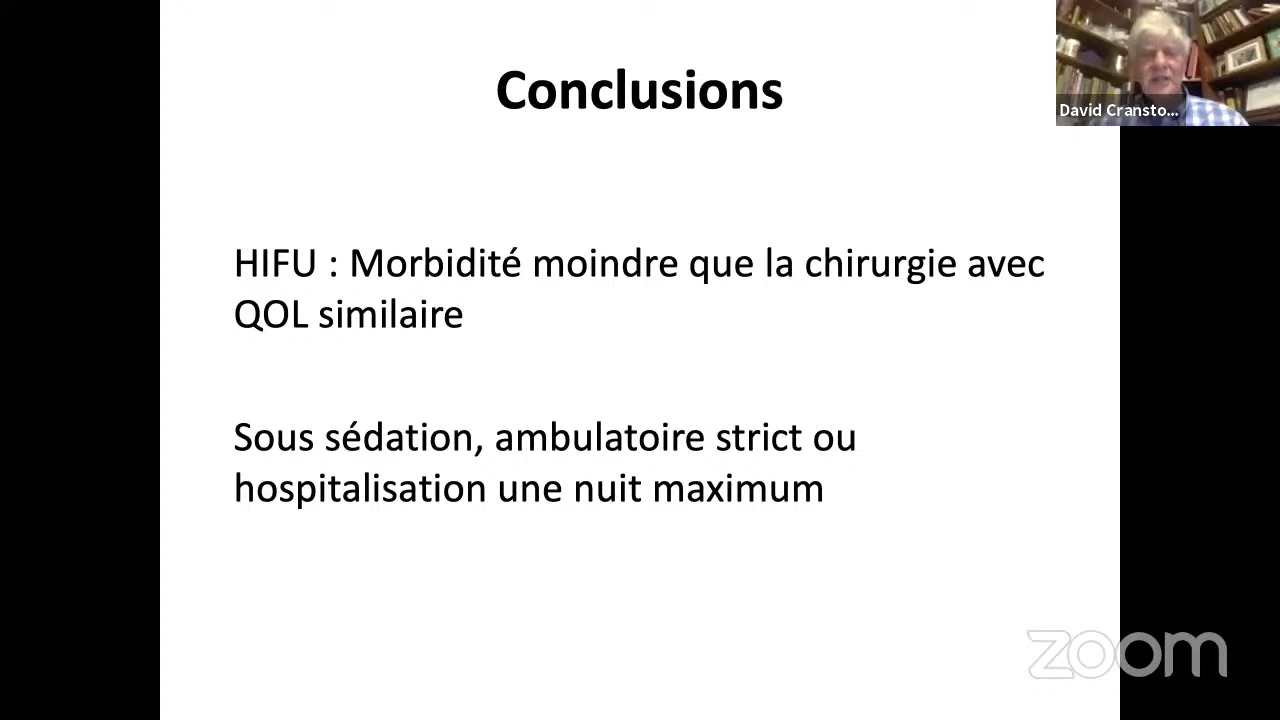 Conclusions
David Cransto...
HIFU : Morbidité moindre que la chirurgie avec
QOL similaire
Sous sédation, ambulatoire strict ou
hospitalisation une nuit maximum
zoom